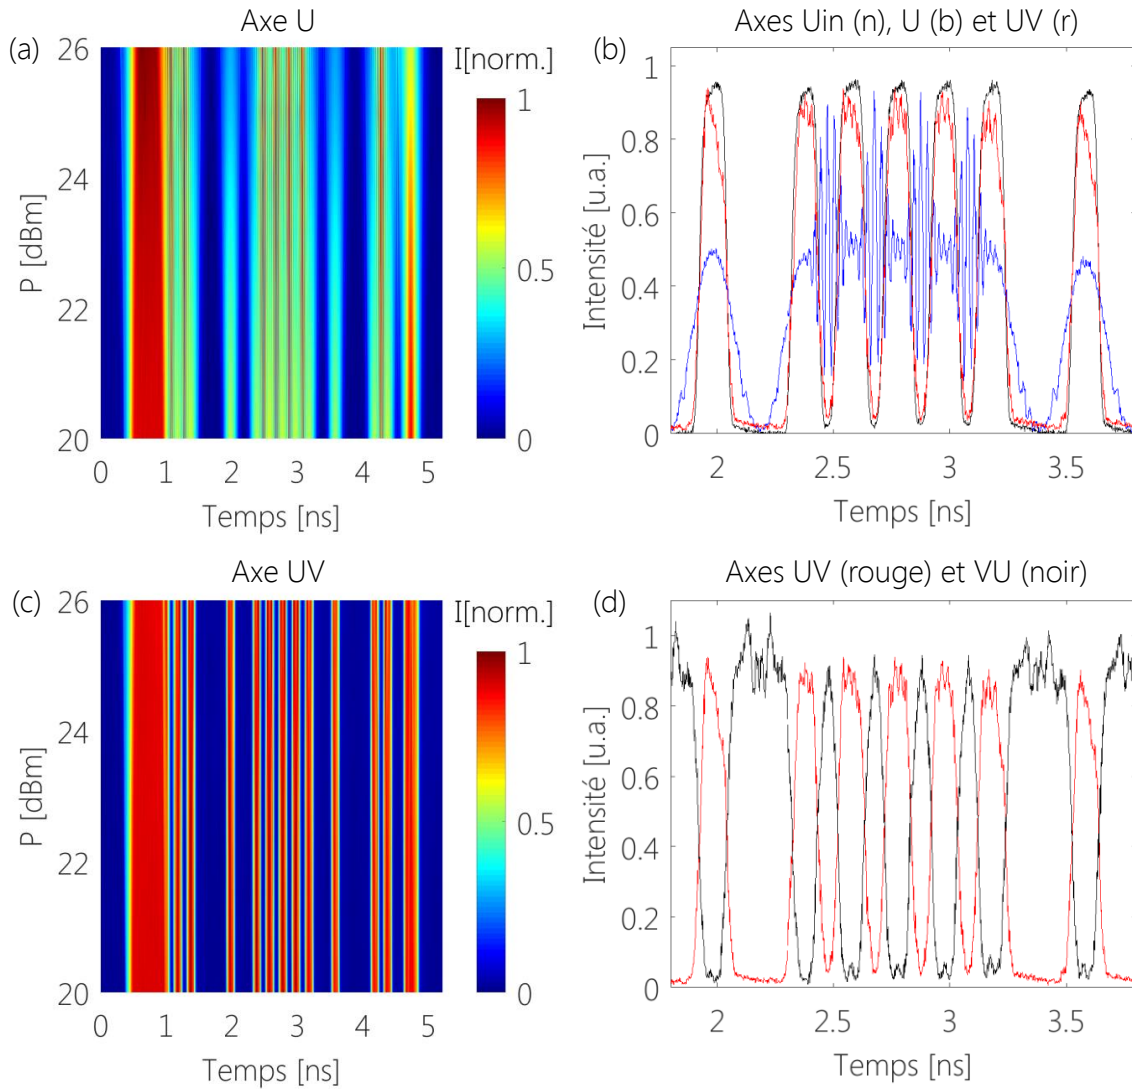 Axe U
(a)
I[norm.]
26
24
22
20
P [dBm]
0 1 2 3 4 5
Temps [ns]
1
0.5
0
Axes Uin (n), U (b) et UV (r)
(b)
1
0.8
0.6
0.4
0.2
0
Intensité [u.a.]
2 2.5 3 3.5
Temps [ns]
Axe UV
(c)
I[norm.]
26
24
22
20
P [dBm]
0 1 2 3 4 5
Temps [ns]
1
0.5
0
Axes UV (rouge) et VU (noir)
(d)
1
0.8
0.6
0.4
0.2
0
Intensité [u.a.]
2 2.5 3 3.5
Temps [ns]